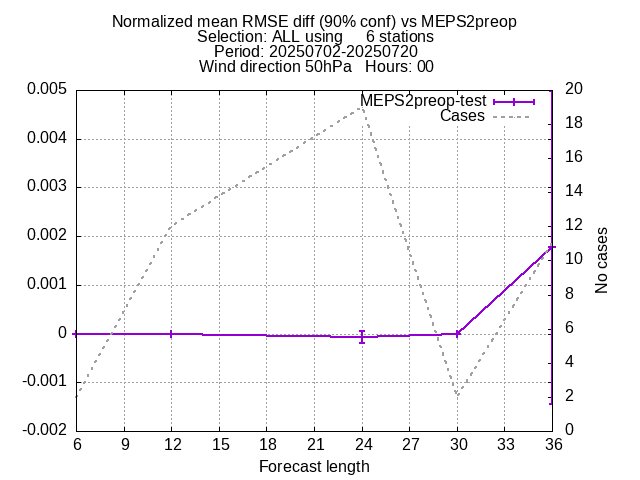 Normalized mean RMSE diff (90% conf) vs MEPS2preop
Selection: ALL using 6 stations
Period: 20250702-20250720
Wind direction 50hPa Hours: 00
MEPS2preop-test
Cases
0.005
0.004
0.003
0.002
0.001
0
-0.001
-0.002
20
18
16
14
12
10
8
6
4
2
0
No cases
6 9 12 15 18 21 24 27 30 33 36
Forecast length